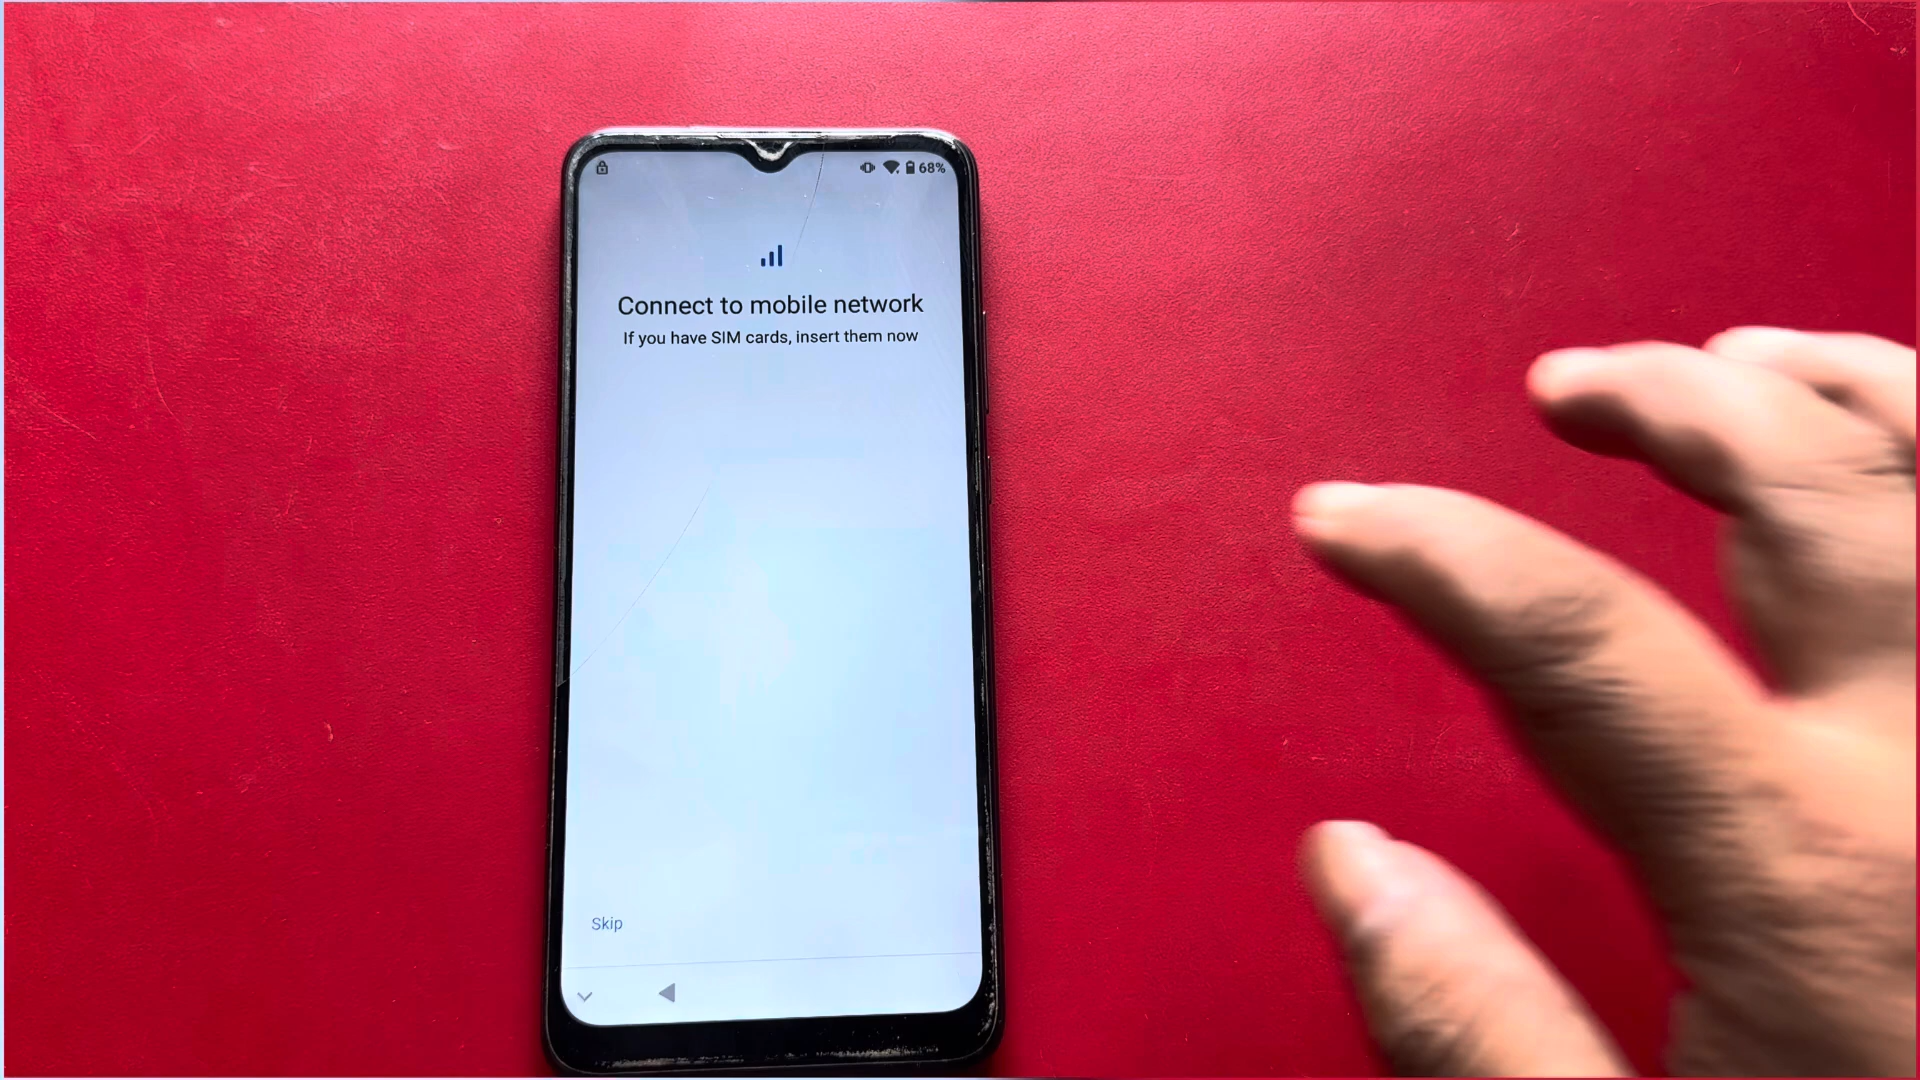 68%
Connect to mobile network
If you have SIM cards, insert them now
Skip